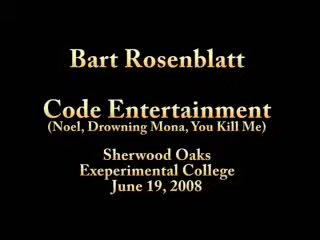 Bart Rosenblatt
Code Entertainment
(Noel, Drowning Mona, You Kill Me)
Sherwood Oaks
Exeperimental College
June 19, 2008